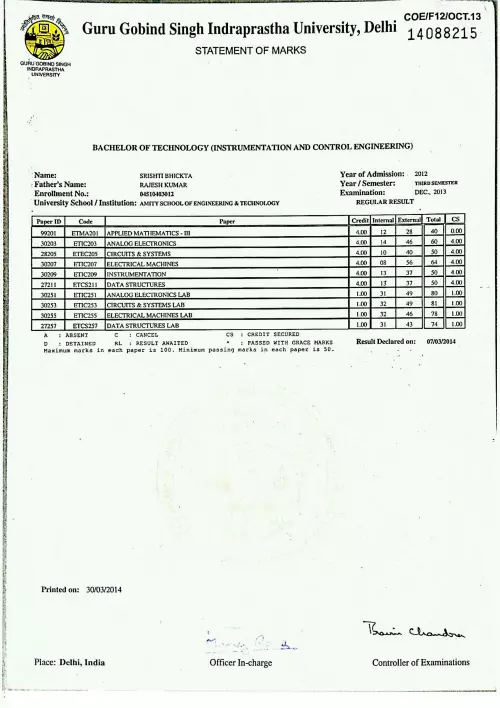 COE/F12/OCT.13
Guru Gobind Singh Indraprastha University, Delhi
14088215
STATEMENT OF MARKS
GURU GOBIND SINGH
INDRAPRASTHA
UNIVERSITY
BACHELOR OF TECHNOLOGY (INSTRUMENTATION AND CONTROL ENGINEERING)
Name: SRISHTI BHICKTA Year of Admission: 2012
Father's Name: RAJESH KUMAR Year / Semester: THIRD SEMESTER
Enrollment No.: 04510403012 Examination: DEC., 2013
University School / Institution: AMITY SCHOOL OF ENGINEERING & TECHNOLOGY REGULAR RESULT
Paper ID Code Paper Credit Internal External Total CS
99201 ETMA201 APPLIED MATHEMATICS - III 4.00 12 28 40 0.00
30203 ETIC203 ANALOG ELECTRONICS 4.00 14 46 60 4.00
28205 ETEC205 CIRCUITS & SYSTEMS 4.00 10 40 50 4.00
30207 ETIC207 ELECTRICAL MACHINES 4.00 08 56 64 4.00
30209 ETIC209 INSTRUMENTATION 4.00 13 37 50 4.00
27211 ETCS211 DATA STRUCTURES 4.00 13 37 50 4.00
30251 ETIC251 ANALOG ELECTRONICS LAB 1.00 31 49 80 1.00
30253 ETIC253 CIRCUITS & SYSTEMS LAB 1.00 32 49 81 1.00
30255 ETIC255 ELECTRICAL MACHINES LAB 1.00 32 46 78 1.00
27257 ETCS257 DATA STRUCTURES LAB 1.00 31 43 74 1.00
A : ABSENT C : CANCEL CS : CREDIT SECURED
D : DETAINED RL : RESULT AWAITED * : PASSED WITH GRACE MARKS Result Declared on: 07/03/2014
Maximum marks in each paper is 100. Minimum passing marks in each paper is 50.
Printed on: 30/03/2014
Place: Delhi, India Officer In-charge Controller of Examinations